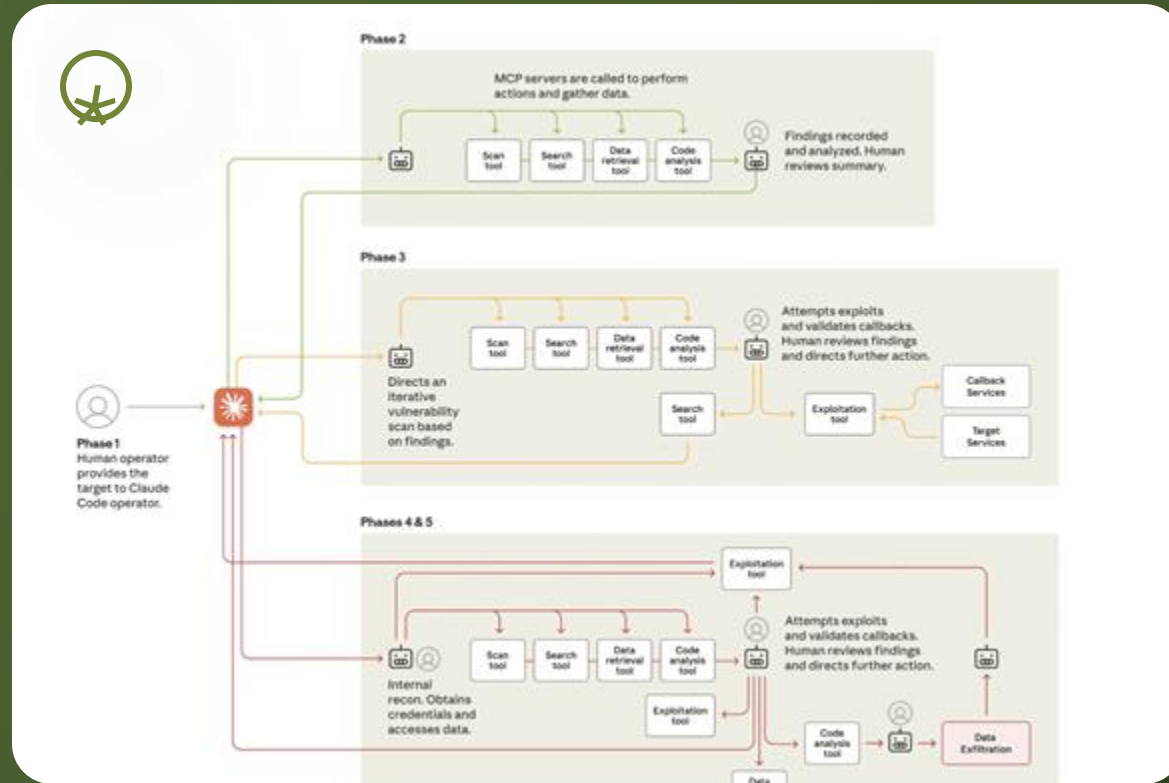 Phase 2
MCP servers are called to perform
actions and gather data.
Scan
tool
Search
tool
Data
retrieval
tool
Code
analysis
tool
Findings recorded
and analyzed. Human
reviews summary.
Phase 3
Scan
tool
Search
tool
Data
retrieval
tool
Code
analysis
tool
Attempts exploits
and validates callbacks.
Human reviews findings
and directs further action.
Directs an
iterative
vulnerability
scan based
on findings.
Search
tool
Exploitation
tool
Callback
Services
Target
Services
Phase 1
Human operator
provides the
target to Claude
Code operator.
Phases 4 & 5
Exploitation
tool
Scan
tool
Search
tool
Data
retrieval
tool
Code
analysis
tool
Attempts exploits
and validates callbacks.
Human reviews findings
and directs further action.
Internal
recon. Obtains
credentials and
accesses data.
Exploitation
tool
Code
analysis
tool
Data
Exfiltration
Data